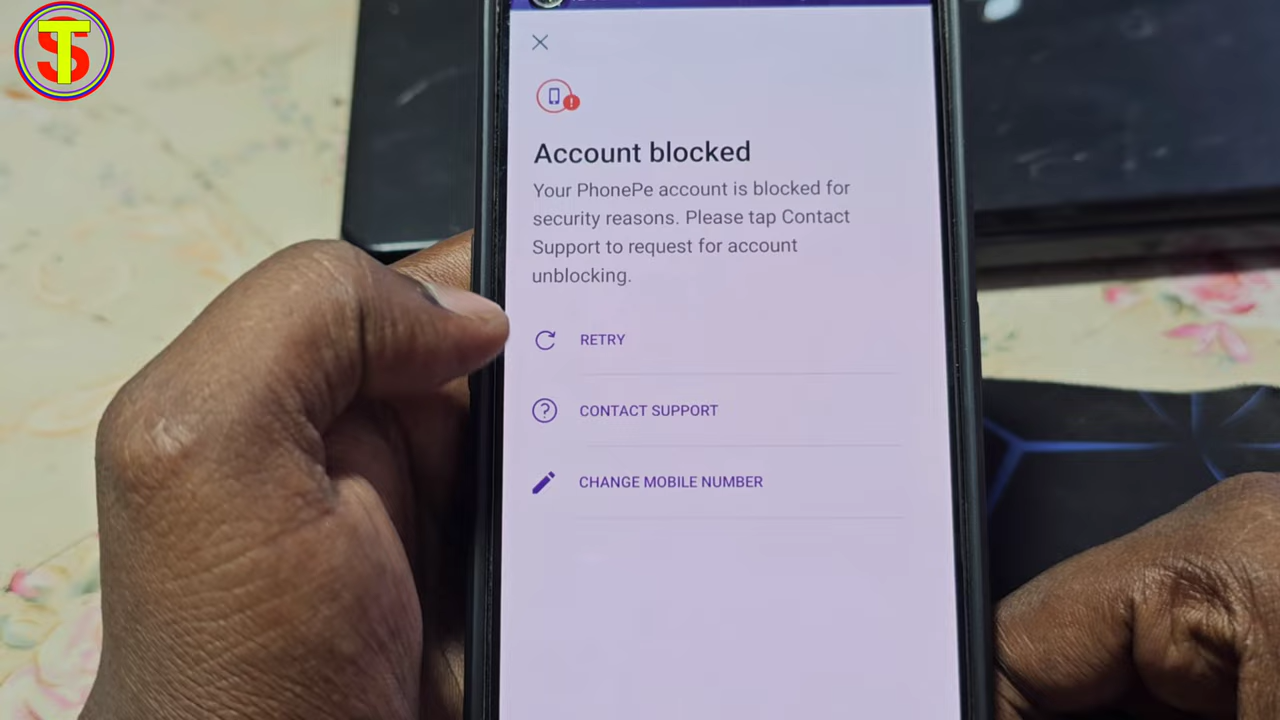 ST
Account blocked
Your PhonePe account is blocked for
security reasons. Please tap Contact
Support to request for account
unblocking.
RETRY
CONTACT SUPPORT
CHANGE MOBILE NUMBER